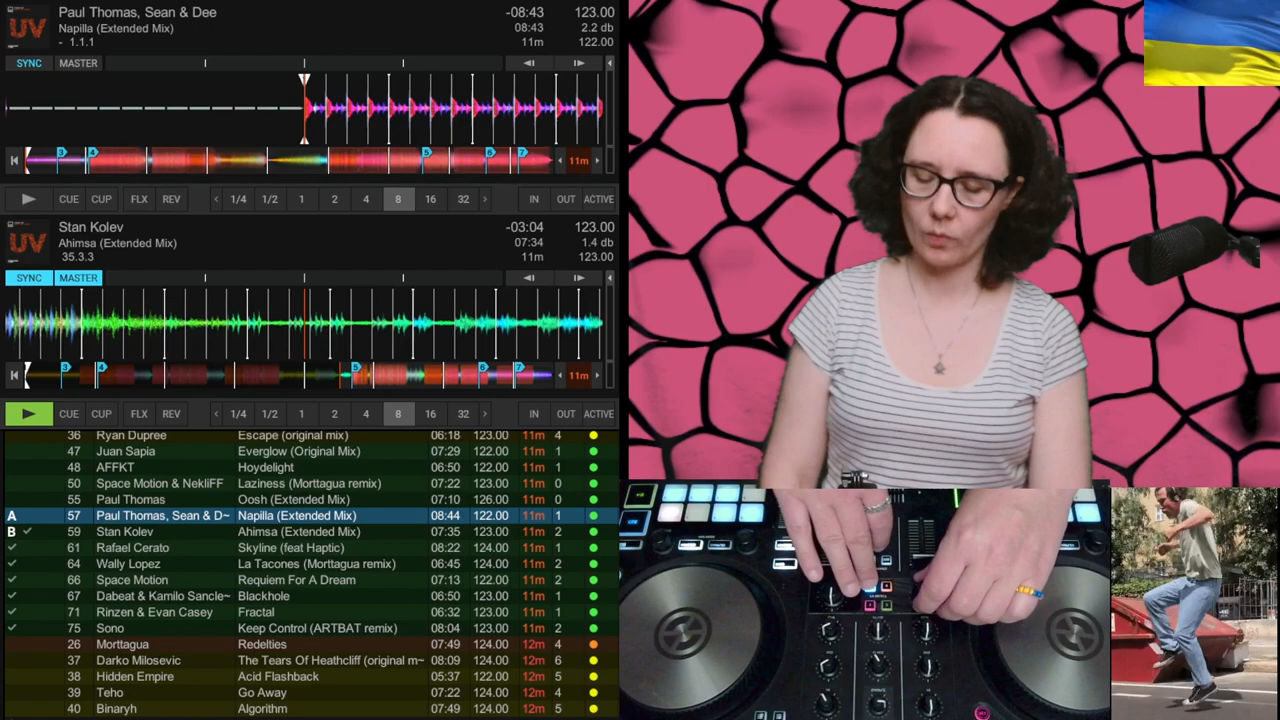 UV
Paul Thomas, Sean & Dee -08:43 123.00
Napilla (Extended Mix) 08:43 2.2 db
- 1.1.1 11m 122.00
SYNC MASTER
3 4 5 6 7 11m
CUE CUP FLX REV < 1/4 1/2 1 2 4 8 16 32 > IN OUT ACTIVE
UV
Stan Kolev -03:04 123.00
Ahimsa (Extended Mix) 07:34 1.4 db
35.3.3 11m 123.00
SYNC MASTER
3 4 5 6 7 11m
CUE CUP FLX REV < 1/4 1/2 1 2 4 8 16 32 > IN OUT ACTIVE
36 Ryan Dupree Escape (original mix) 06:18 123.00 11m 4
47 Juan Sapia Everglow (Original Mix) 07:29 122.00 11m 1
48 AFFKT Hoydelight 06:50 122.00 11m 1
50 Space Motion & NekliFF Laziness (Morttagua remix) 07:22 122.00 11m 0
55 Paul Thomas Oosh (Extended Mix) 07:10 126.00 11m 0
A 57 Paul Thomas, Sean & D~ Napilla (Extended Mix) 08:44 122.00 11m 1
B 59 Stan Kolev Ahimsa (Extended Mix) 07:35 123.00 11m 2
61 Rafael Cerato Skyline (feat Haptic) 08:22 124.00 11m 1
64 Wally Lopez La Tacones (Morttagua remix) 06:45 124.00 11m 2
66 Space Motion Requiem For A Dream 07:13 122.00 11m 2
67 Dabeat & Kamilo Sancle~ Blackhole 06:50 123.00 11m 1
71 Rinzen & Evan Casey Fractal 06:32 123.00 11m 1
75 Sono Keep Control (ARTBAT remix) 08:04 123.00 11m 2
26 Morttagua Redelties 07:49 124.00 12m 4
37 Darko Milosevic The Tears Of Heathcliff (original m~ 08:09 124.00 12m 6
38 Hidden Empire Acid Flashback 05:37 122.00 12m 5
39 Teho Go Away 07:22 124.00 12m 4
40 Binaryh Algorithm 07:49 124.00 12m 5